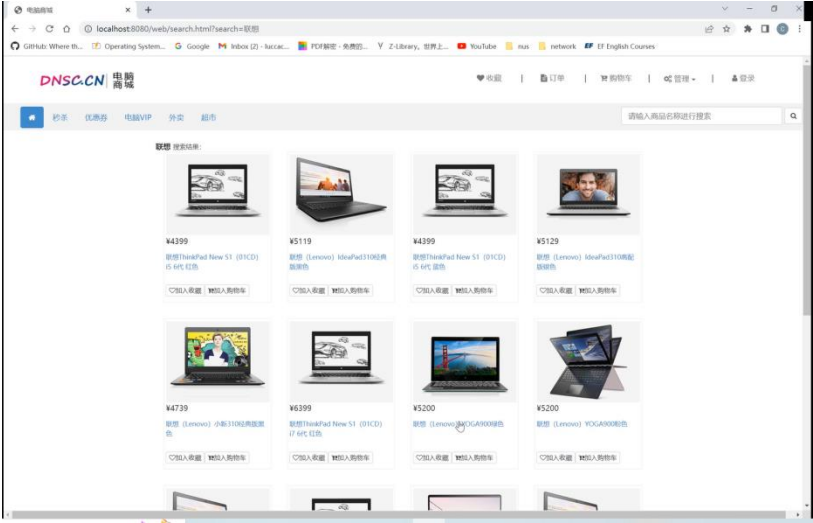 电脑商城
localhost:8080/web/search.html?search=联想
GitHub: Where th...
Operating System...
Google
Inbox (2) - luccac...
PDF解密 - 免费的...
Z-Library，世界上...
YouTube
nus
network
EF English Courses
DNSC.CN 电脑商城
收藏 | 订单 | 购物车 | 管理 | 登录
秒杀 优惠券 电脑VIP 外卖 超市
请输入商品名称进行搜索
联想 搜索结果：
¥4399
联想ThinkPad New S1（01CD）
i5 6代 红色
加入收藏 加入购物车
¥5119
联想（Lenovo）IdeaPad310经典
版黑色
加入收藏 加入购物车
¥4399
联想ThinkPad New S1（01CD）
i5 6代 蓝色
加入收藏 加入购物车
¥5129
联想（Lenovo）IdeaPad310高配
版银色
加入收藏 加入购物车
¥4739
联想（Lenovo）小新310经典版黑
色
加入收藏 加入购物车
¥6399
联想ThinkPad New S1（01CD）
i7 6代 红色
加入收藏 加入购物车
¥5200
联想（Lenovo）YOGA900绿色
加入收藏 加入购物车
¥5200
联想（Lenovo）YOGA900粉色
加入收藏 加入购物车